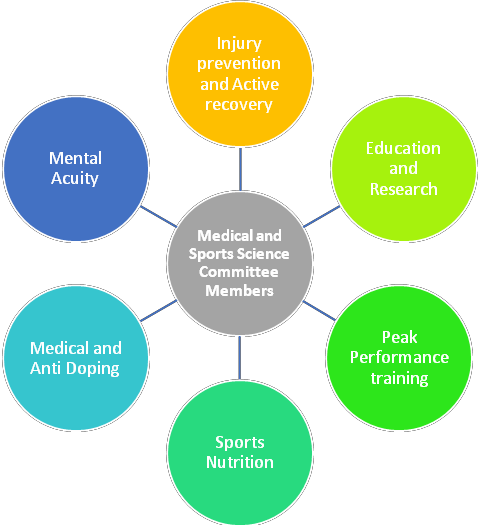 Injury
prevention
and Active
recovery
Education
and
Research
Mental
Acuity
Medical and
Sports Science
Committee
Members
Peak
Performance
training
Medical and
Anti Doping
Sports
Nutrition